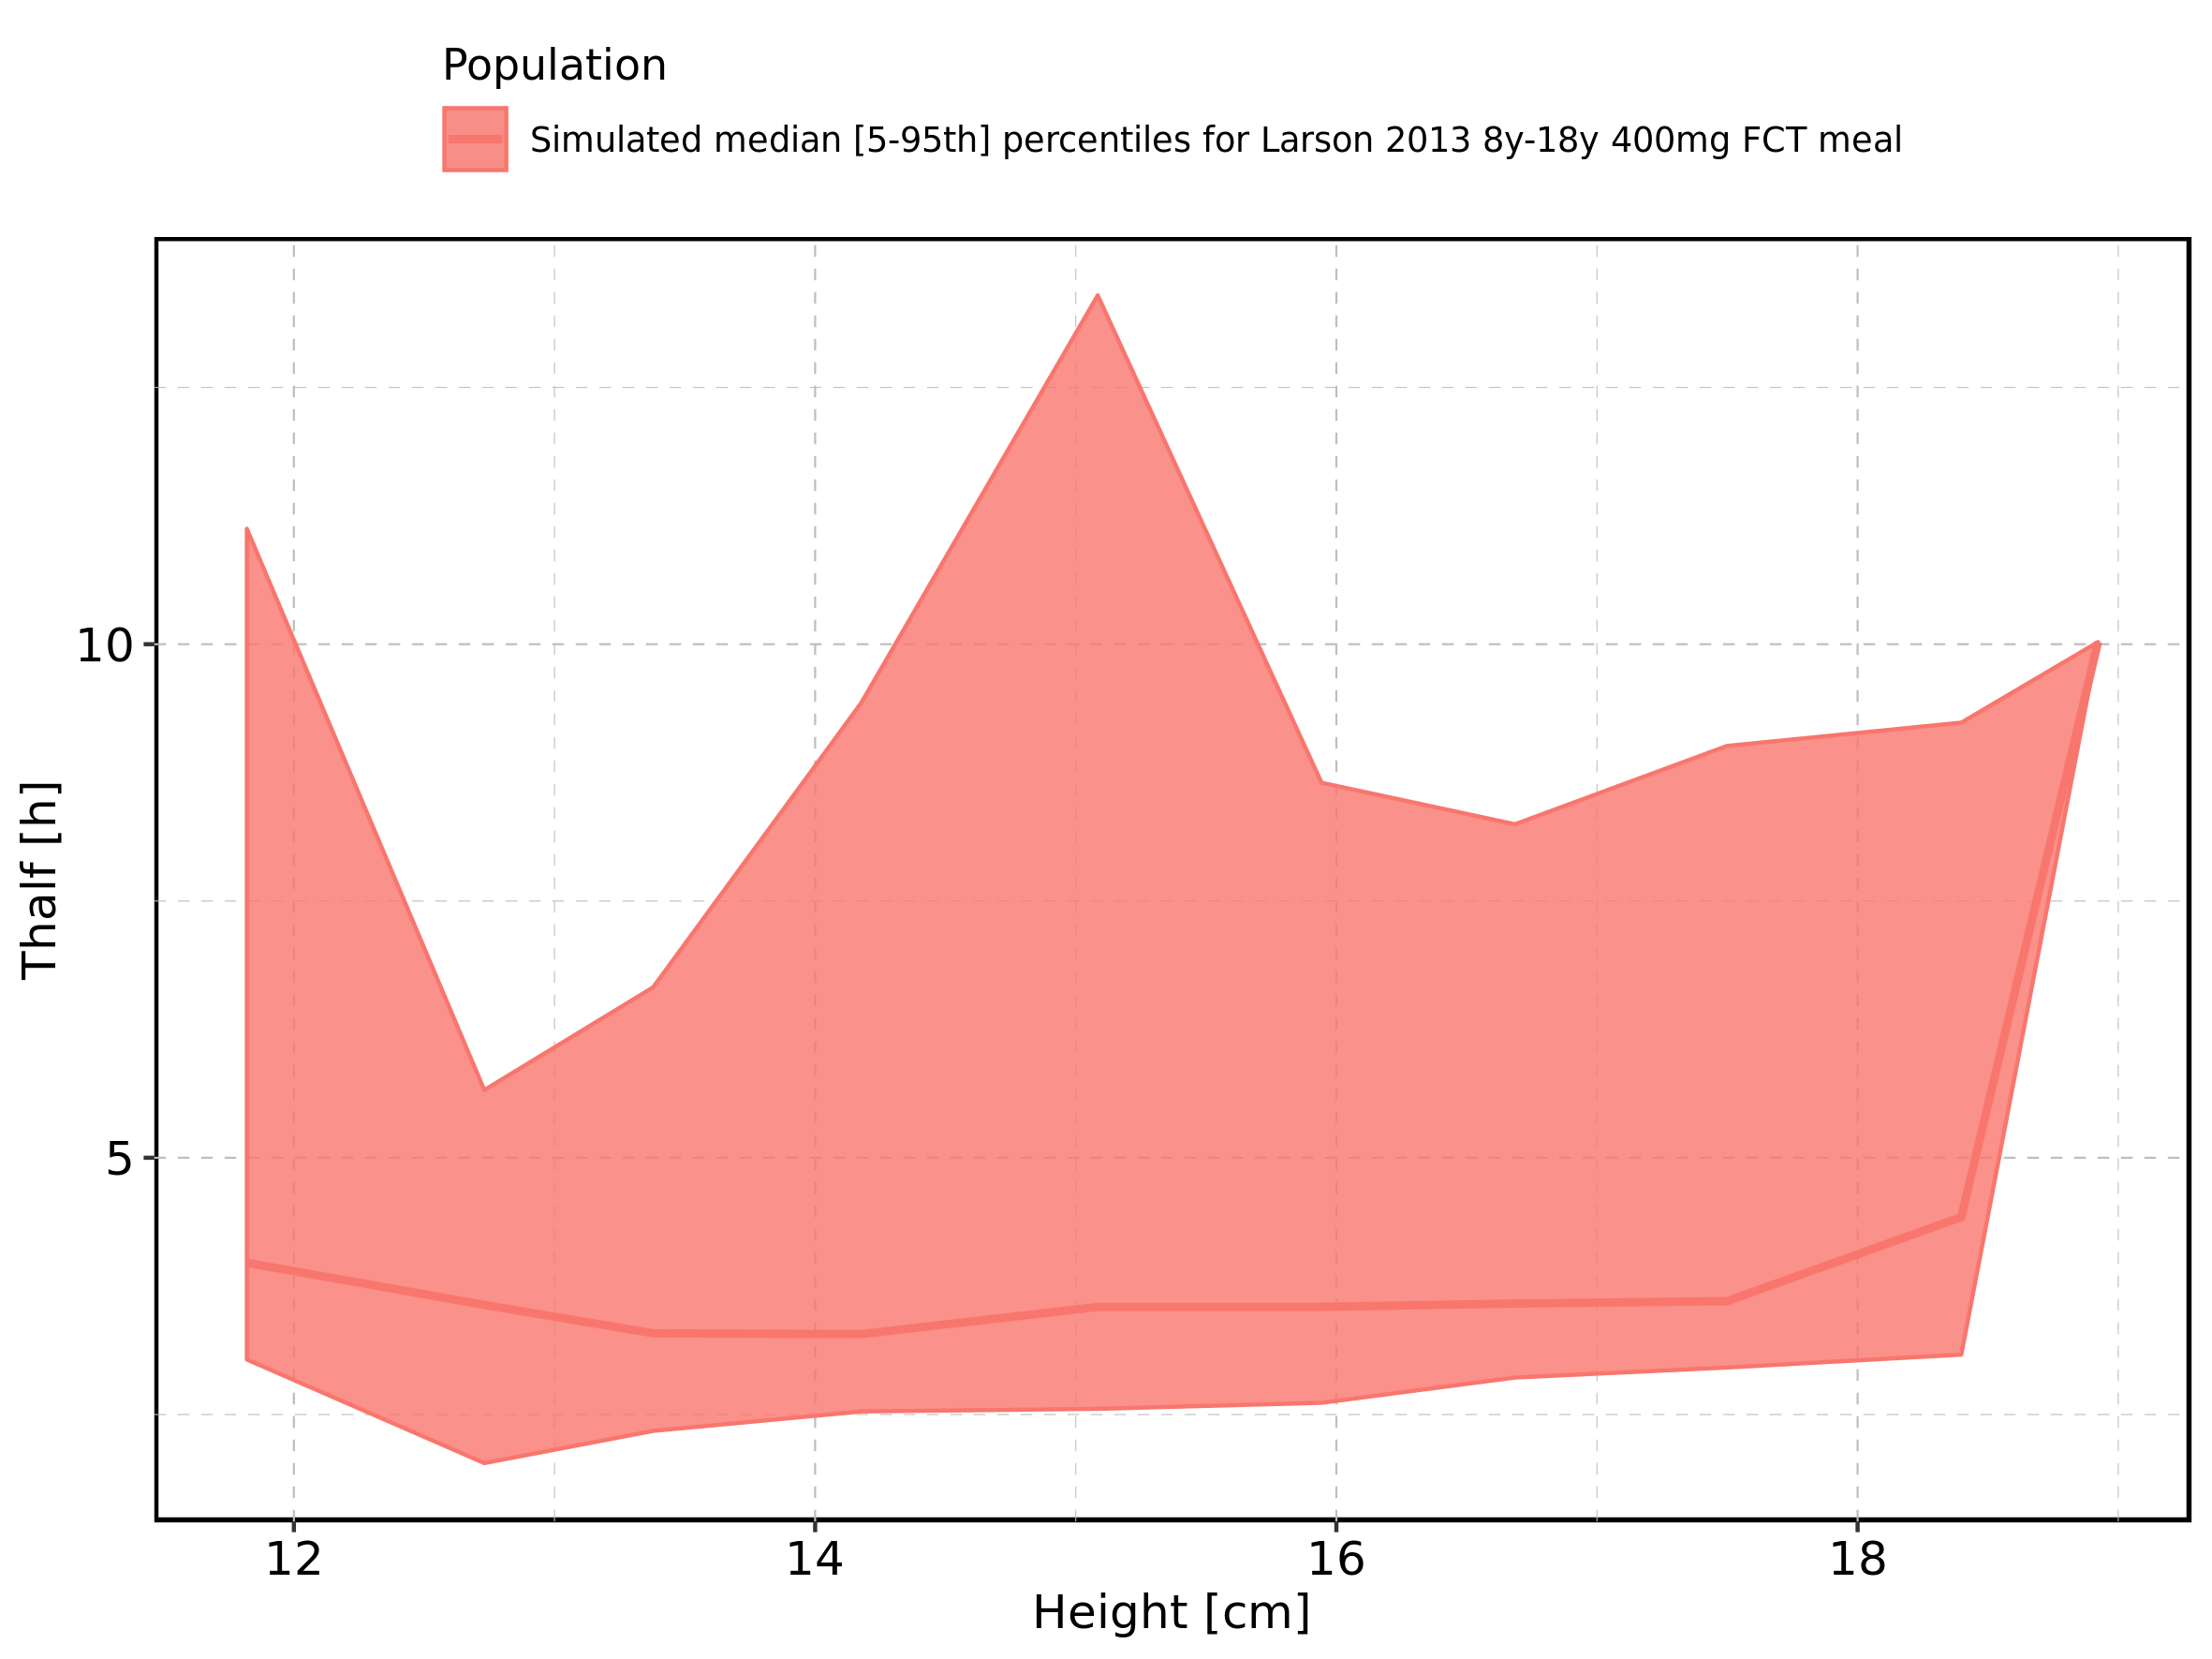 Population
Simulated median [5-95th] percentiles for Larson 2013 8y-18y 400mg FCT meal
Thalf [h]
10
5
12 14 16 18
Height [cm]